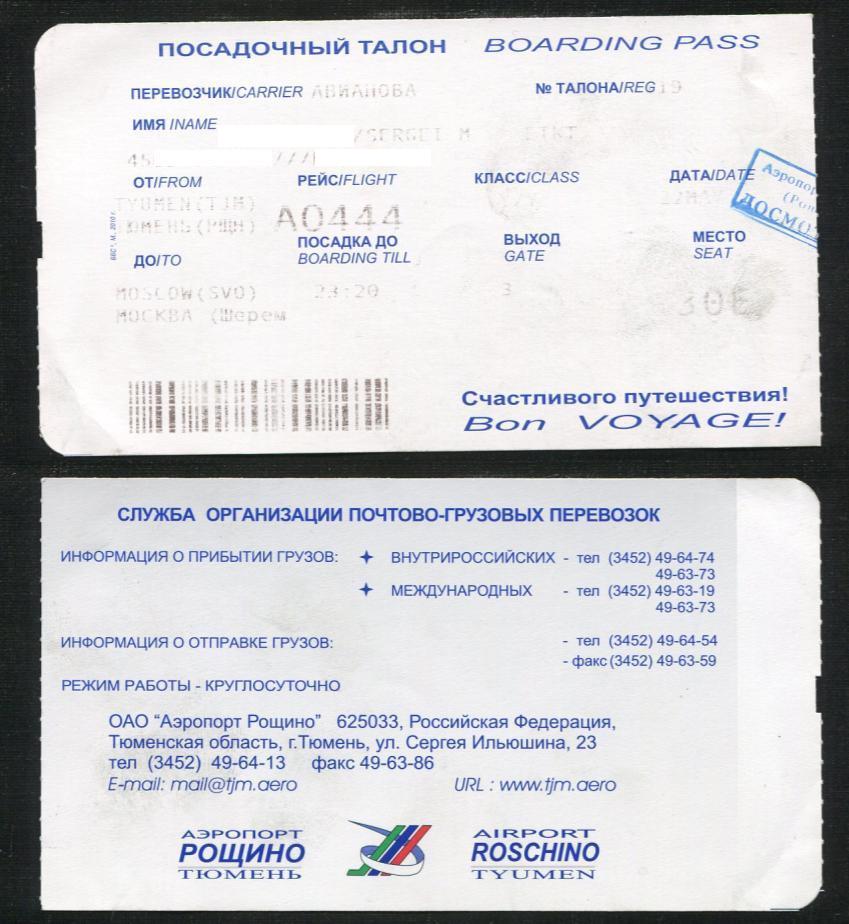 ПОСАДОЧНЫЙ ТАЛОН BOARDING PASS
ПЕРЕВОЗЧИК/CARRIER АВИАНОВА № ТАЛОНА/REG 19
ИМЯ /NAME
/SERGEI M ETKT
ОТ/FROM РЕЙС/FLIGHT КЛАСС/CLASS ДАТА/DATE
TYUMEN(TJM)
ТЮМЕНЬ(РЩН) AO444
ДО/TO ПОСАДКА ДО ВЫХОД МЕСТО
BOARDING TILL GATE SEAT
MOSCOW(SVO) 23:20 3 30E
МОСКВА (Шерем
ДОСМО
Счастливого путешествия!
Bon VOYAGE!
СЛУЖБА ОРГАНИЗАЦИИ ПОЧТОВО-ГРУЗОВЫХ ПЕРЕВОЗОК
ИНФОРМАЦИЯ О ПРИБЫТИИ ГРУЗОВ: ВНУТРИРОССИЙСКИХ - тел (3452) 49-64-74
49-63-73
МЕЖДУНАРОДНЫХ - тел (3452) 49-63-19
49-63-73
ИНФОРМАЦИЯ О ОТПРАВКЕ ГРУЗОВ: - тел (3452) 49-64-54
- факс (3452) 49-63-59
РЕЖИМ РАБОТЫ - КРУГЛОСУТОЧНО
ОАО "Аэропорт Рощино" 625033, Российская Федерация,
Тюменская область, г.Тюмень, ул. Сергея Ильюшина, 23
тел (3452) 49-64-13 факс 49-63-86
E-mail: mail@tjm.aero URL : www.tjm.aero
АЭРОПОРТ AIRPORT
РОЩИНО ROSCHINO
ТЮМЕНЬ TYUMEN